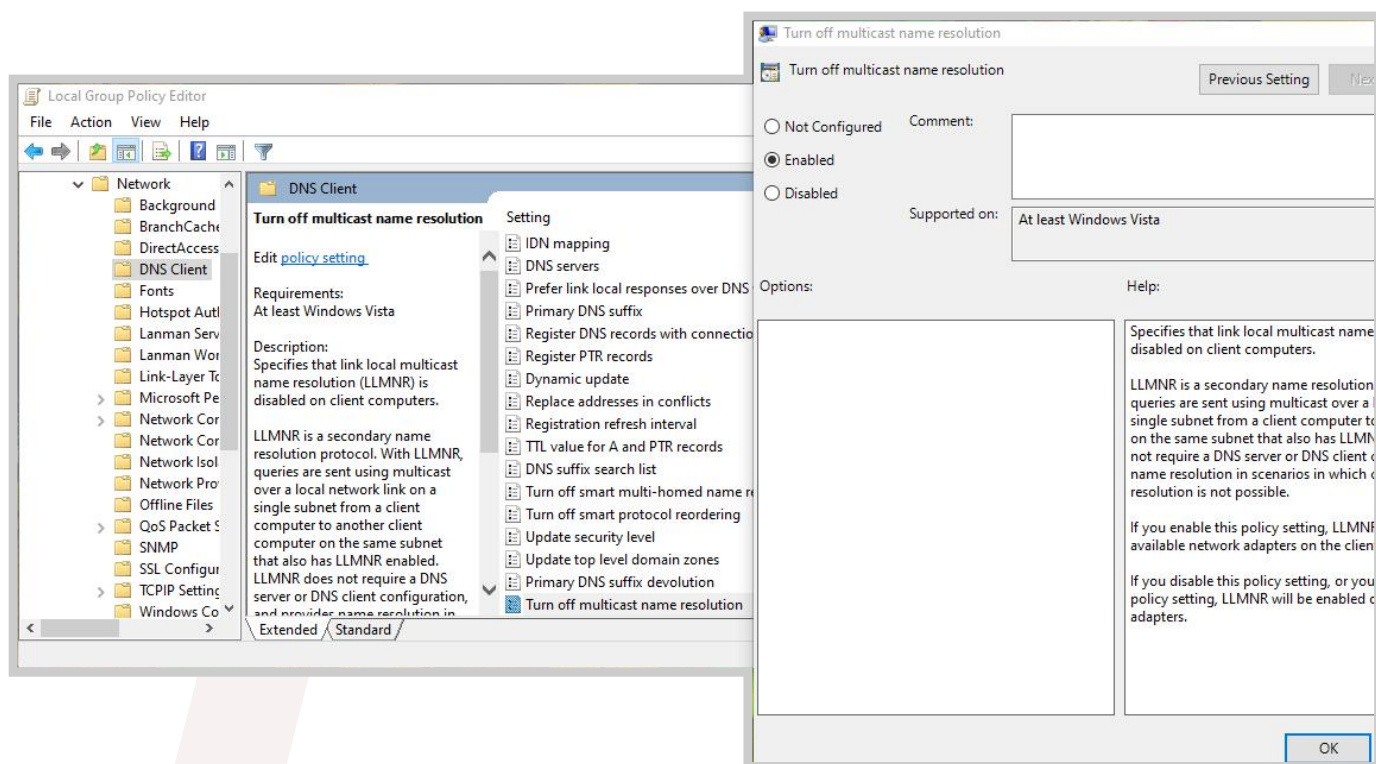 Local Group Policy Editor
File Action View Help
Network
Background
BranchCache
DirectAccess
DNS Client
Fonts
Hotspot Aut
Lanman Serv
Lanman Wor
Link-Layer To
Microsoft Pe
Network Cor
Network Cor
Network Isol
Network Pro
Offline Files
QoS Packet S
SNMP
SSL Configur
TCPIP Setting
Windows Co
DNS Client
Turn off multicast name resolution
Edit policy setting
Requirements:
At least Windows Vista
Description:
Specifies that link local multicast
name resolution (LLMNR) is
disabled on client computers.
LLMNR is a secondary name
resolution protocol. With LLMNR,
queries are sent using multicast
over a local network link on a
single subnet from a client
computer to another client
computer on the same subnet
that also has LLMNR enabled.
LLMNR does not require a DNS
server or DNS client configuration,
and provides name resolution in
Setting
IDN mapping
DNS servers
Prefer link local responses over DNS
Primary DNS suffix
Register DNS records with connectio
Register PTR records
Dynamic update
Replace addresses in conflicts
Registration refresh interval
TTL value for A and PTR records
DNS suffix search list
Turn off smart multi-homed name re
Turn off smart protocol reordering
Update security level
Update top level domain zones
Primary DNS suffix devolution
Turn off multicast name resolution
Extended Standard
Turn off multicast name resolution
Turn off multicast name resolution
Previous Setting Nex
Not Configured
Enabled
Disabled
Comment:
Supported on:
At least Windows Vista
Options:
Help:
Specifies that link local multicast name
disabled on client computers.
LLMNR is a secondary name resolution
queries are sent using multicast over a
single subnet from a client computer to
on the same subnet that also has LLMN
not require a DNS server or DNS client
name resolution in scenarios in which
resolution is not possible.
If you enable this policy setting, LLMNR
available network adapters on the clien
If you disable this policy setting, or you
policy setting, LLMNR will be enabled
adapters.
OK